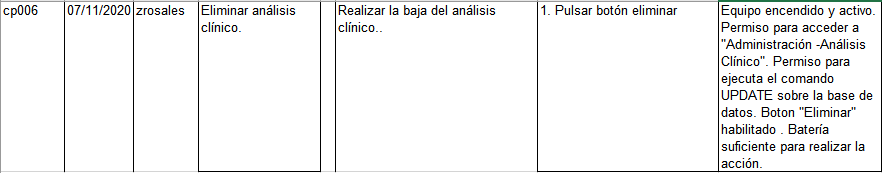 cp006
07/11/2020
zrosales
Eliminar análisis
clínico.
Realizar la baja del análisis
clínico..
1. Pulsar botón eliminar
Equipo encendido y activo.
Permiso para acceder a
"Administración -Análisis
Clínico". Permiso para
ejecuta el comando
UPDATE sobre la base de
datos. Boton "Eliminar"
habilitado . Batería
suficiente para realizar la
acción.